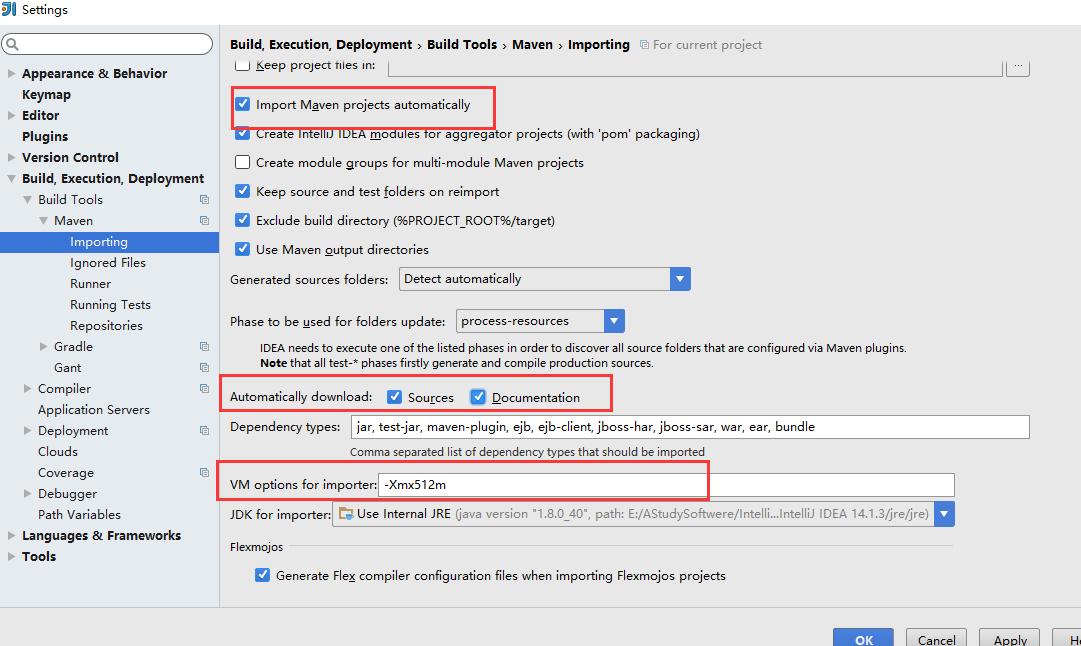 Settings
Build, Execution, Deployment › Build Tools › Maven › Importing For current project
Appearance & Behavior
Keymap
Editor
Plugins
Version Control
Build, Execution, Deployment
Build Tools
Maven
Importing
Ignored Files
Runner
Running Tests
Repositories
Gradle
Gant
Compiler
Application Servers
Deployment
Clouds
Coverage
Debugger
Path Variables
Languages & Frameworks
Tools
Keep project files in: ...
Import Maven projects automatically
Create IntelliJ IDEA modules for aggregator projects (with 'pom' packaging)
Create module groups for multi-module Maven projects
Keep source and test folders on reimport
Exclude build directory (%PROJECT_ROOT%/target)
Use Maven output directories
Generated sources folders: Detect automatically
Phase to be used for folders update: process-resources
IDEA needs to execute one of the listed phases in order to discover all source folders that are configured via Maven plugins.
Note that all test-* phases firstly generate and compile production sources.
Automatically download: Sources Documentation
Dependency types: jar, test-jar, maven-plugin, ejb, ejb-client, jboss-har, jboss-sar, war, ear, bundle
Comma separated list of dependency types that should be imported
VM options for importer: -Xmx512m
JDK for importer: Use Internal JRE (java version "1.8.0_40", path: E:/AStudySoftwere/Intelli...IntelliJ IDEA 14.1.3/jre/jre)
Flexmojos
Generate Flex compiler configuration files when importing Flexmojos projects
OK Cancel Apply